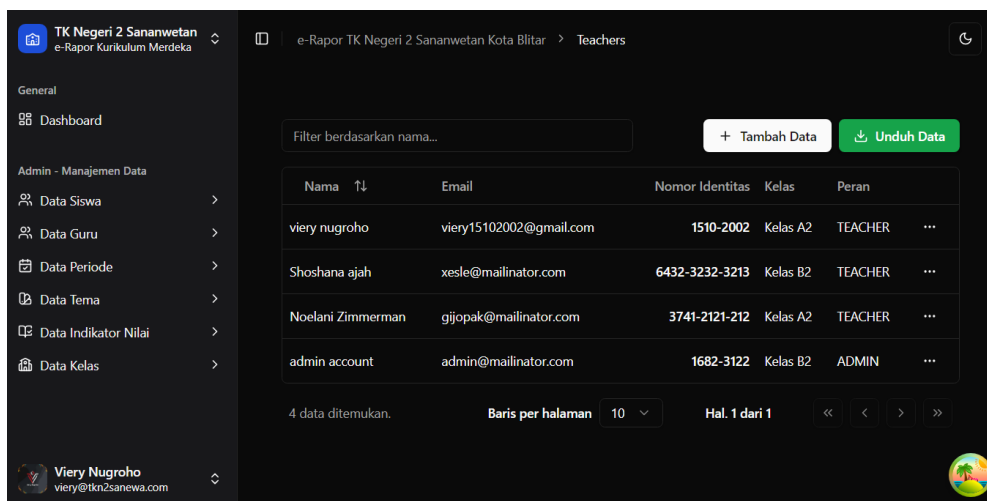 TK Negeri 2 Sananwetan
e-Rapor Kurikulum Merdeka
General
Dashboard
Admin - Manajemen Data
Data Siswa
Data Guru
Data Periode
Data Tema
Data Indikator Nilai
Data Kelas
Viery Nugroho
viery@tkn2sanewa.com
e-Rapor TK Negeri 2 Sananwetan Kota Blitar > Teachers
Filter berdasarkan nama...
+ Tambah Data
Unduh Data
Nama Email Nomor Identitas Kelas Peran
viery nugroho viery15102002@gmail.com 1510-2002 Kelas A2 TEACHER ...
Shoshana ajah xesle@mailinator.com 6432-3232-3213 Kelas B2 TEACHER ...
Noelani Zimmerman gijopak@mailinator.com 3741-2121-212 Kelas A2 TEACHER ...
admin account admin@mailinator.com 1682-3122 Kelas B2 ADMIN ...
4 data ditemukan. Baris per halaman 10 Hal. 1 dari 1